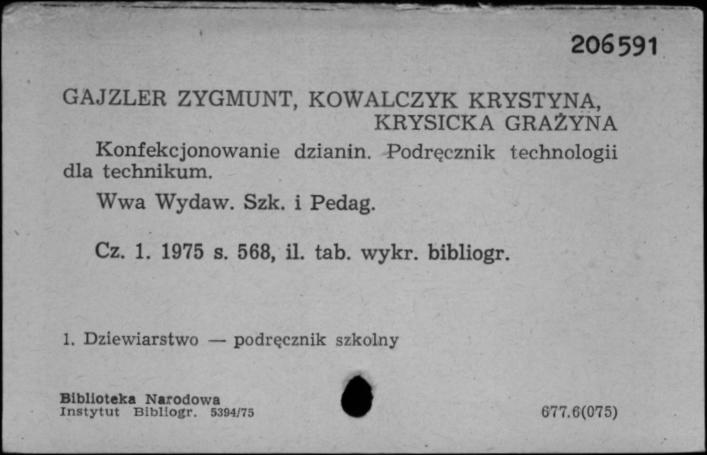 206591
GAJZLER ZYGMUNT, KOWALCZYK KRYSTYNA,
KRYSICKA GRAŻYNA
Konfekcjonowanie dzianin. Podręcznik technologii
dla technikum.
Wwa Wydaw. Szk. i Pedag.
Cz. 1. 1975 s. 568, il. tab. wykr. bibliogr.
1. Dziewiarstwo — podręcznik szkolny
Biblioteka Narodowa
Instytut Bibliogr. 5394/75
677.6(075)